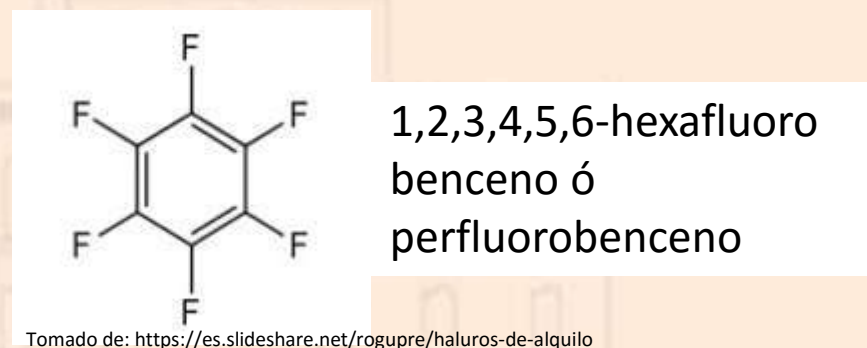 F
F
F
F
F
F
1,2,3,4,5,6-hexafluoro
benceno ó
perfluorobenceno
Tomado de: https://es.slideshare.net/rogupre/haluros-de-alquilo